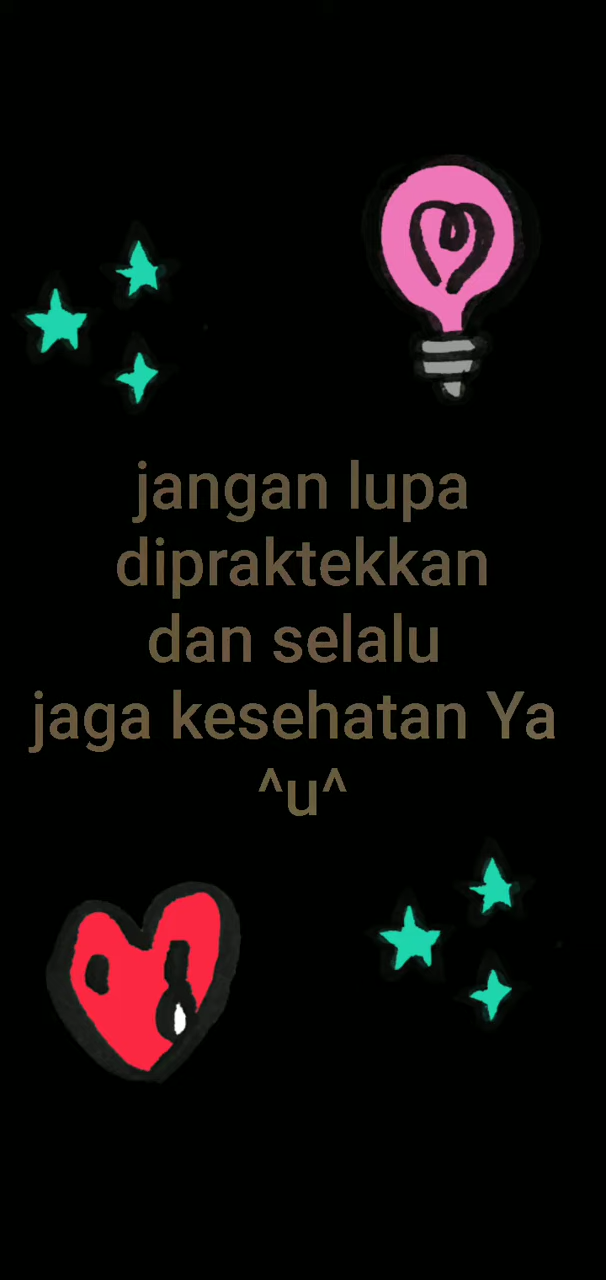 jangan lupa
dipraktekkan
dan selalu
jaga kesehatan Ya
^u^